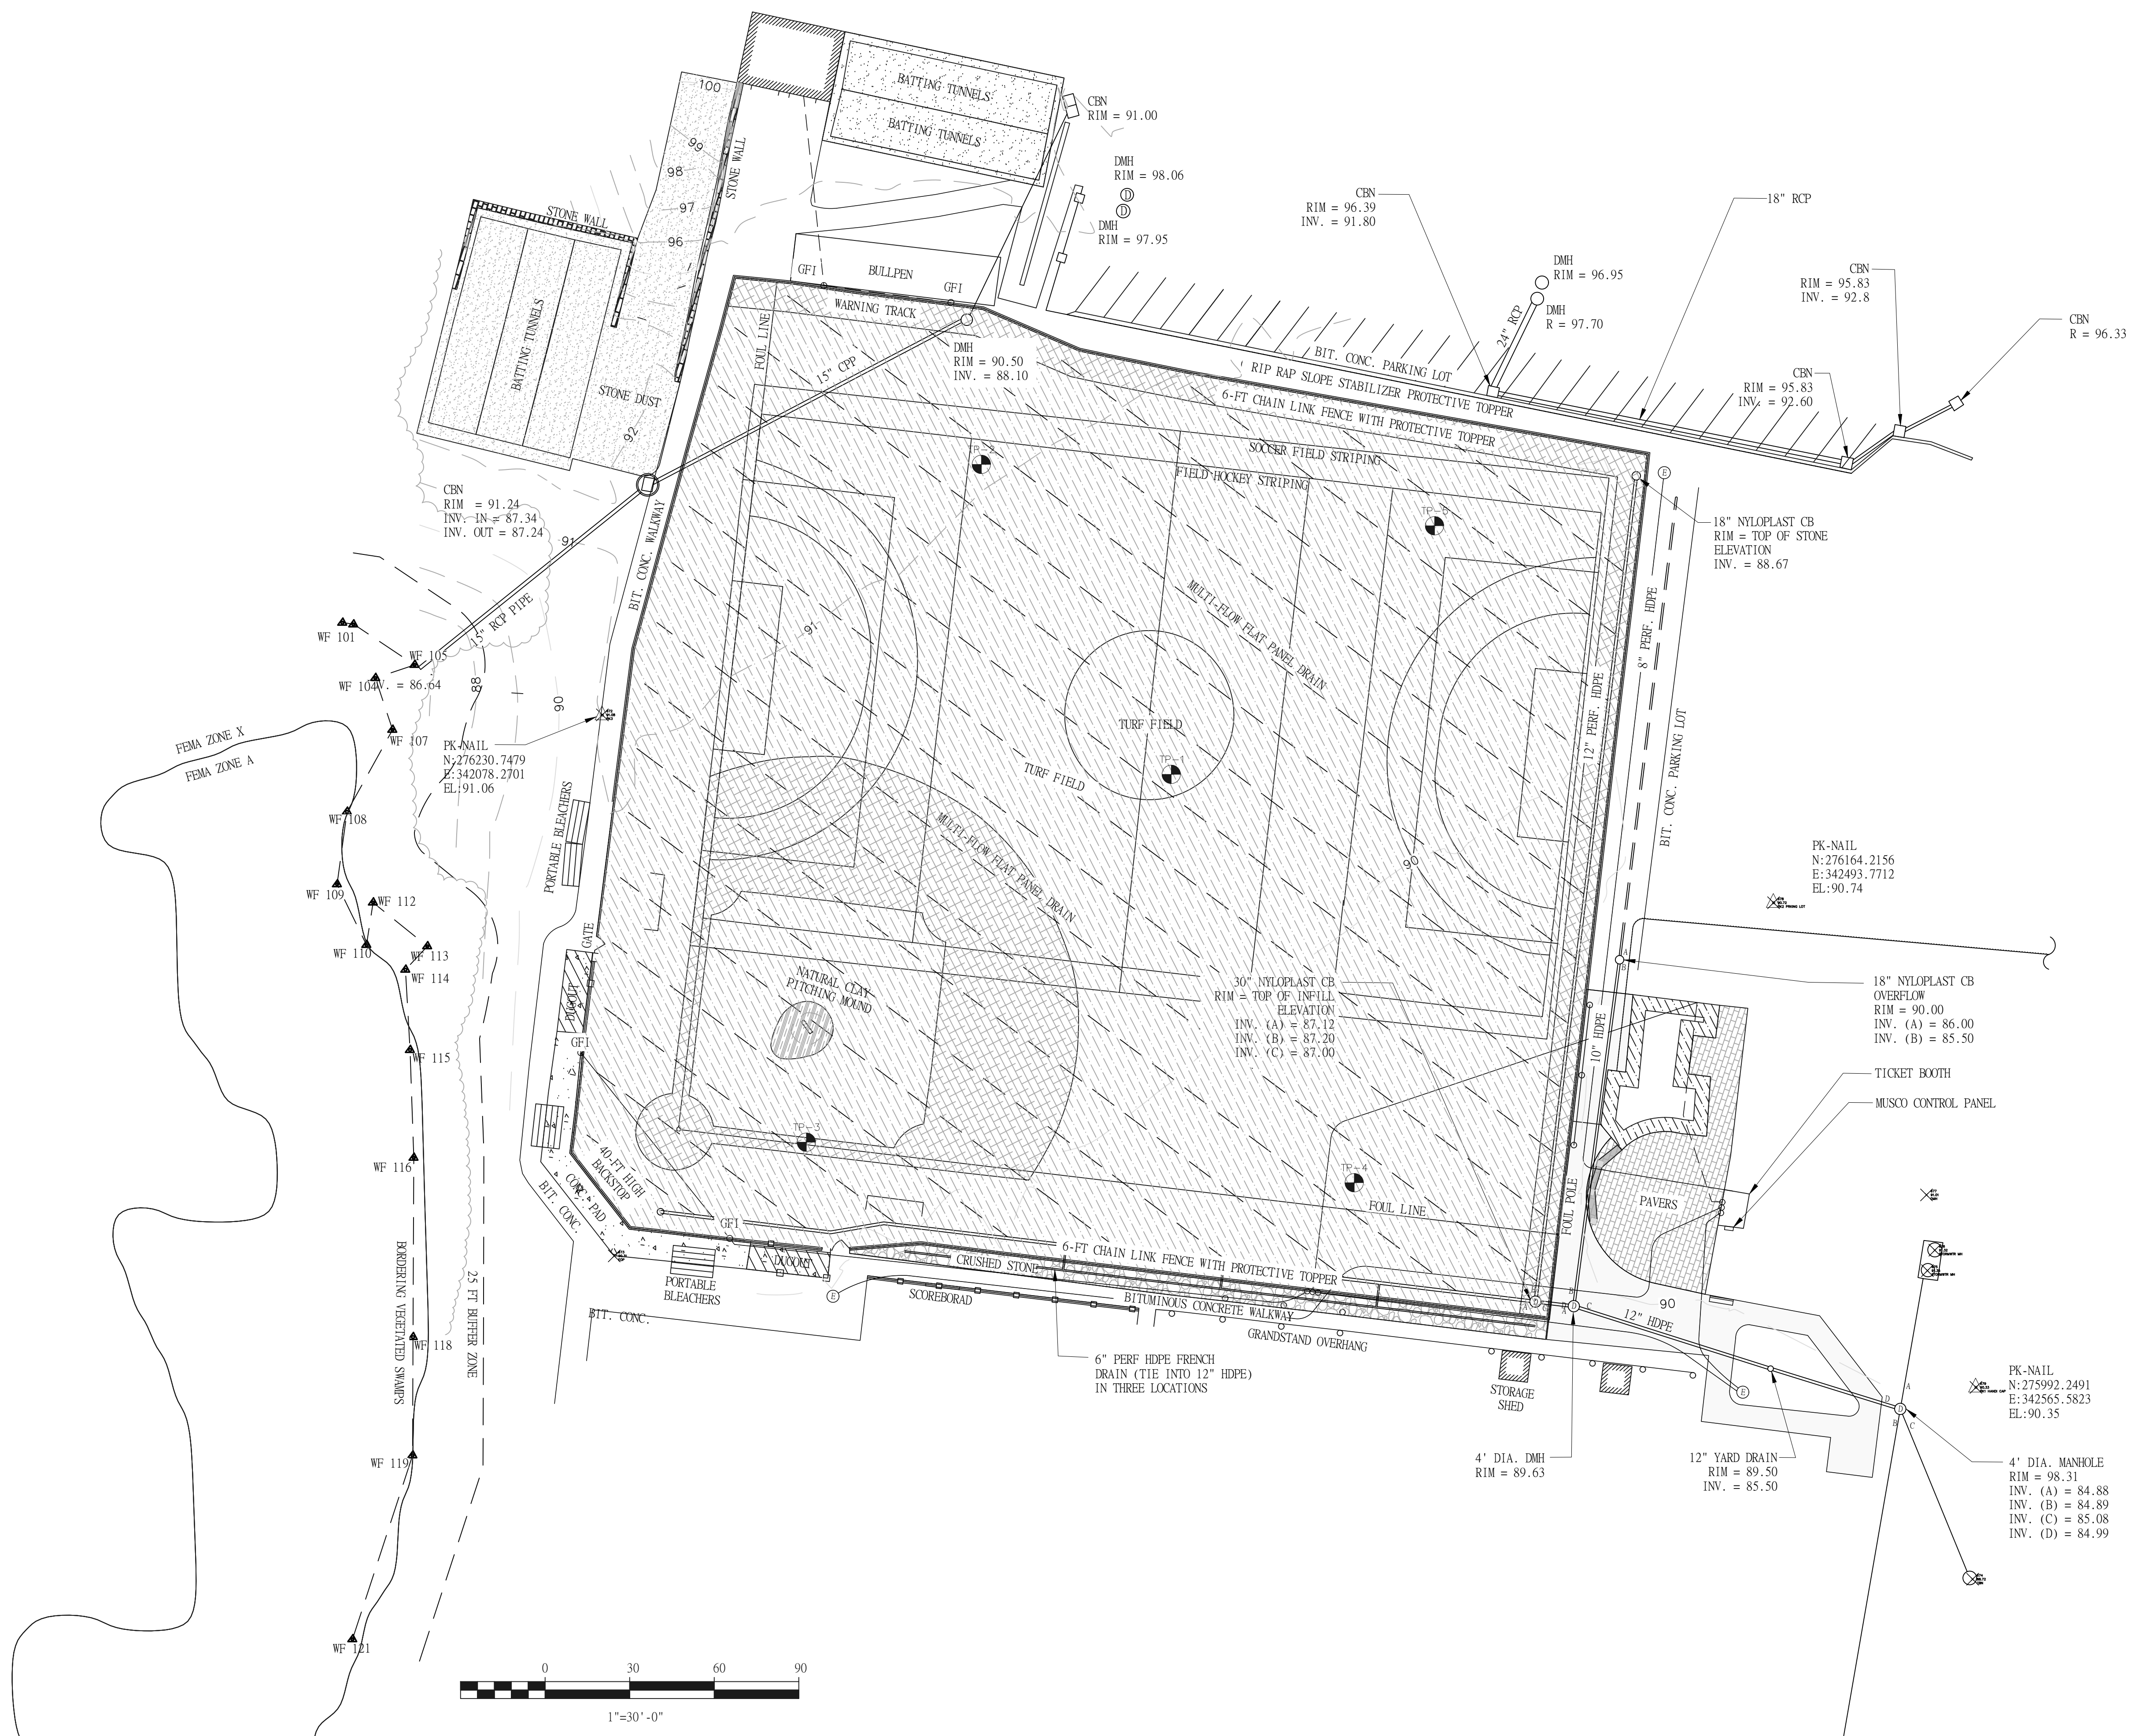 100
BATTING TUNNELS
BATTING TUNNELS
CBN
RIM = 91.00
99
98
97
96
STONE WALL
STONE WALL
DMH
RIM = 98.06
D
D
DMH
RIM = 97.95
CBN
RIM = 96.39
INV. = 91.80
18" RCP
DMH
RIM = 96.95
DMH
R = 97.70
24" RCP
CBN
RIM = 95.83
INV. = 92.8
CBN
R = 96.33
CBN
RIM = 95.83
INV. = 92.60
GFI
BULLPEN
GFI
WARNING TRACK
FOUL LINE
BATTING TUNNELS
STONE DUST
92
15" CPP
DMH
RIM = 90.50
INV. = 88.10
BIT. CONC. PARKING LOT
RIP RAP SLOPE STABILIZER PROTECTIVE TOPPER
6-FT CHAIN LINK FENCE WITH PROTECTIVE TOPPER
SOCCER FIELD STRIPING
FIELD HOCKEY STRIPING
TP-2
TP-5
E
18" NYLOPLAST CB
RIM = TOP OF STONE
ELEVATION
INV. = 88.67
CBN
RIM = 91.24
INV. IN = 87.34
INV. OUT = 87.24
91
BIT. CONC. WALKWAY
15" RCP PIPE
WF 101
WF 105
WF 104
INV. = 86.64
88
90
WF 107
91
MULTI-FLOW FLAT PANEL DRAIN
8" PERF. HDPE
12" PERF. HDPE
BIT. CONC. PARKING LOT
TURF FIELD
TP-1
TURF FIELD
FEMA ZONE X
FEMA ZONE A
PK-NAIL
N:276230.7479
E:342078.2701
EL:91.06
PORTABLE BLEACHERS
WF 108
MULTI-FLOW FLAT PANEL DRAIN
90
PK-NAIL
N:276164.2156
E:342493.7712
EL:90.74
WF 109
WF 112
WF 110
WF 113
WF 114
GATE
DUGOUT
GFI
NATURAL CLAY
PITCHING MOUND
30" NYLOPLAST CB
RIM = TOP OF INFILL
ELEVATION
INV. (A) = 87.12
INV. (B) = 87.20
INV. (C) = 87.00
A
B
18" NYLOPLAST CB
OVERFLOW
RIM = 90.00
INV. (A) = 86.00
INV. (B) = 85.50
10" HDPE
TICKET BOOTH
MUSCO CONTROL PANEL
WF 115
WF 116
TP-3
TP-4
40-FT HIGH
BACKSTOP
CONC. PAD
BIT. CONC.
FOUL LINE
FOUL POLE
PAVERS
GFI
BORDERING VEGETATED SWAMPS
25 FT BUFFER ZONE
PORTABLE
BLEACHERS
DUGOUT
E
6-FT CHAIN LINK FENCE WITH PROTECTIVE TOPPER
CRUSHED STONE
SCOREBORAD
BITUMINOUS CONCRETE WALKWAY
GRANDSTAND OVERHANG
BIT. CONC.
WF 118
D
D
B
C
A
12" HDPE
90
6" PERF HDPE FRENCH
DRAIN (TIE INTO 12" HDPE)
IN THREE LOCATIONS
STORAGE
SHED
E
D
A
D
B
C
PK-NAIL
N:275992.2491
E:342565.5823
EL:90.35
4' DIA. DMH
RIM = 89.63
12" YARD DRAIN
RIM = 89.50
INV. = 85.50
4' DIA. MANHOLE
RIM = 98.31
INV. (A) = 84.88
INV. (B) = 84.89
INV. (C) = 85.08
INV. (D) = 84.99
WF 119
WF 121
0 30 60 90
1"=30'-0"